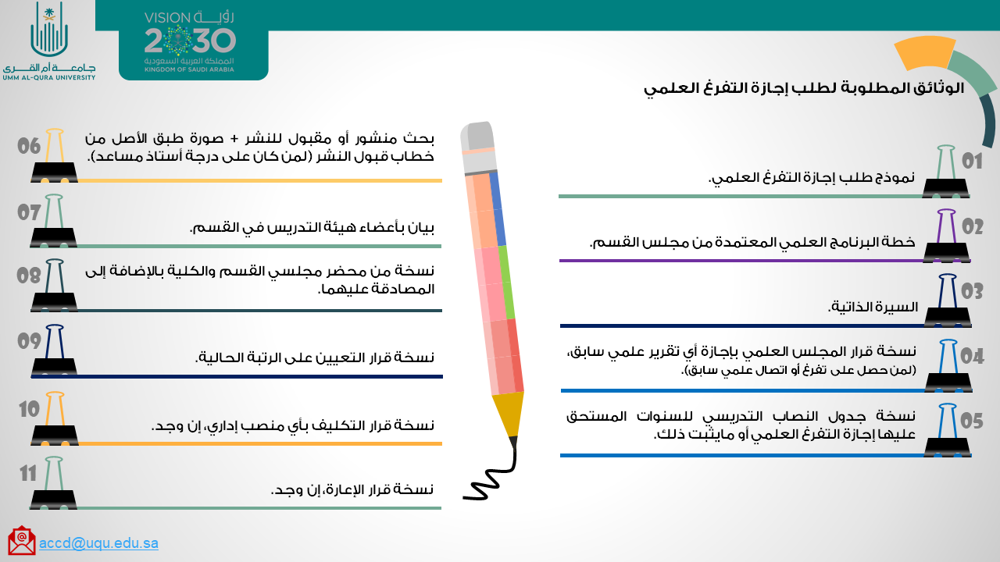 جامعة أم القرى
UMM AL-QURA UNIVERSITY
VISION رؤية
2030
المملكة العربية السعودية
KINGDOM OF SAUDI ARABIA
الوثائق المطلوبة لطلب إجازة التفرغ العلمي
01
نموذج طلب إجازة التفرغ العلمي.
02
خطة البرنامج العلمي المعتمدة من مجلس القسم.
03
السيرة الذاتية.
04
نسخة قرار المجلس العلمي بإجازة أي تقرير علمي سابق،
(لمن حصل على تفرغ أو اتصال علمي سابق).
05
نسخة جدول النصاب التدريسي للسنوات المستحق
عليها إجازة التفرغ العلمي أو مايثبت ذلك.
06
بحث منشور أو مقبول للنشر + صورة طبق الأصل من
خطاب قبول النشر (لمن كان على درجة أستاذ مساعد).
07
بيان بأعضاء هيئة التدريس في القسم.
08
نسخة من محضر مجلسي القسم والكلية بالإضافة إلى
المصادقة عليهما.
09
نسخة قرار التعيين على الرتبة الحالية.
10
نسخة قرار التكليف بأي منصب إداري، إن وجد.
11
نسخة قرار الإعارة، إن وجد.
accd@uqu.edu.sa